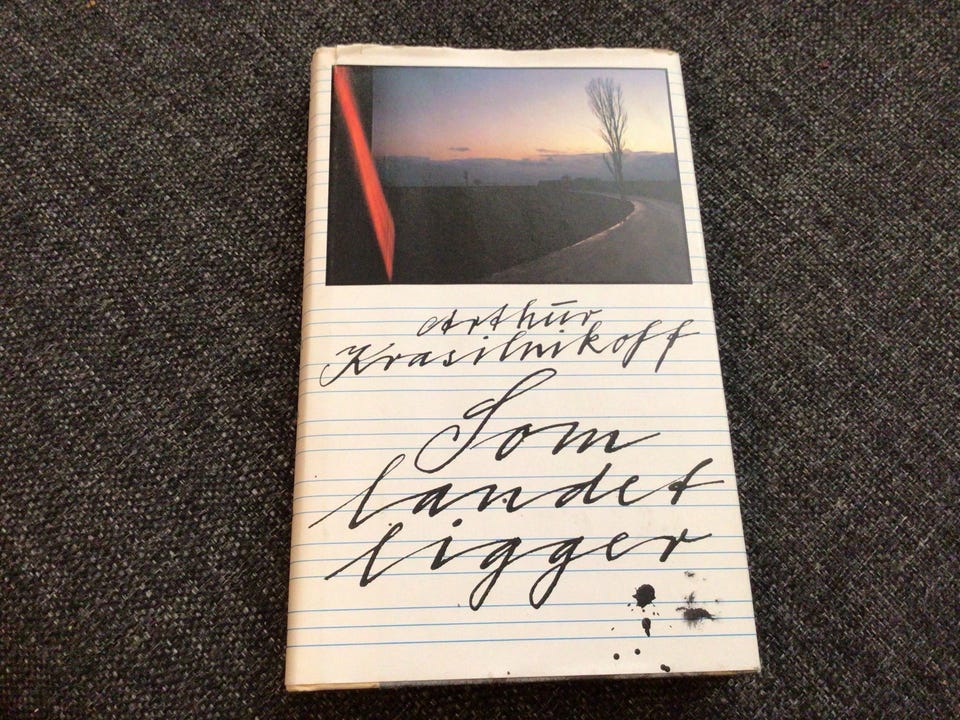 Arthur
Krasilnikoff
Som
landet
ligger